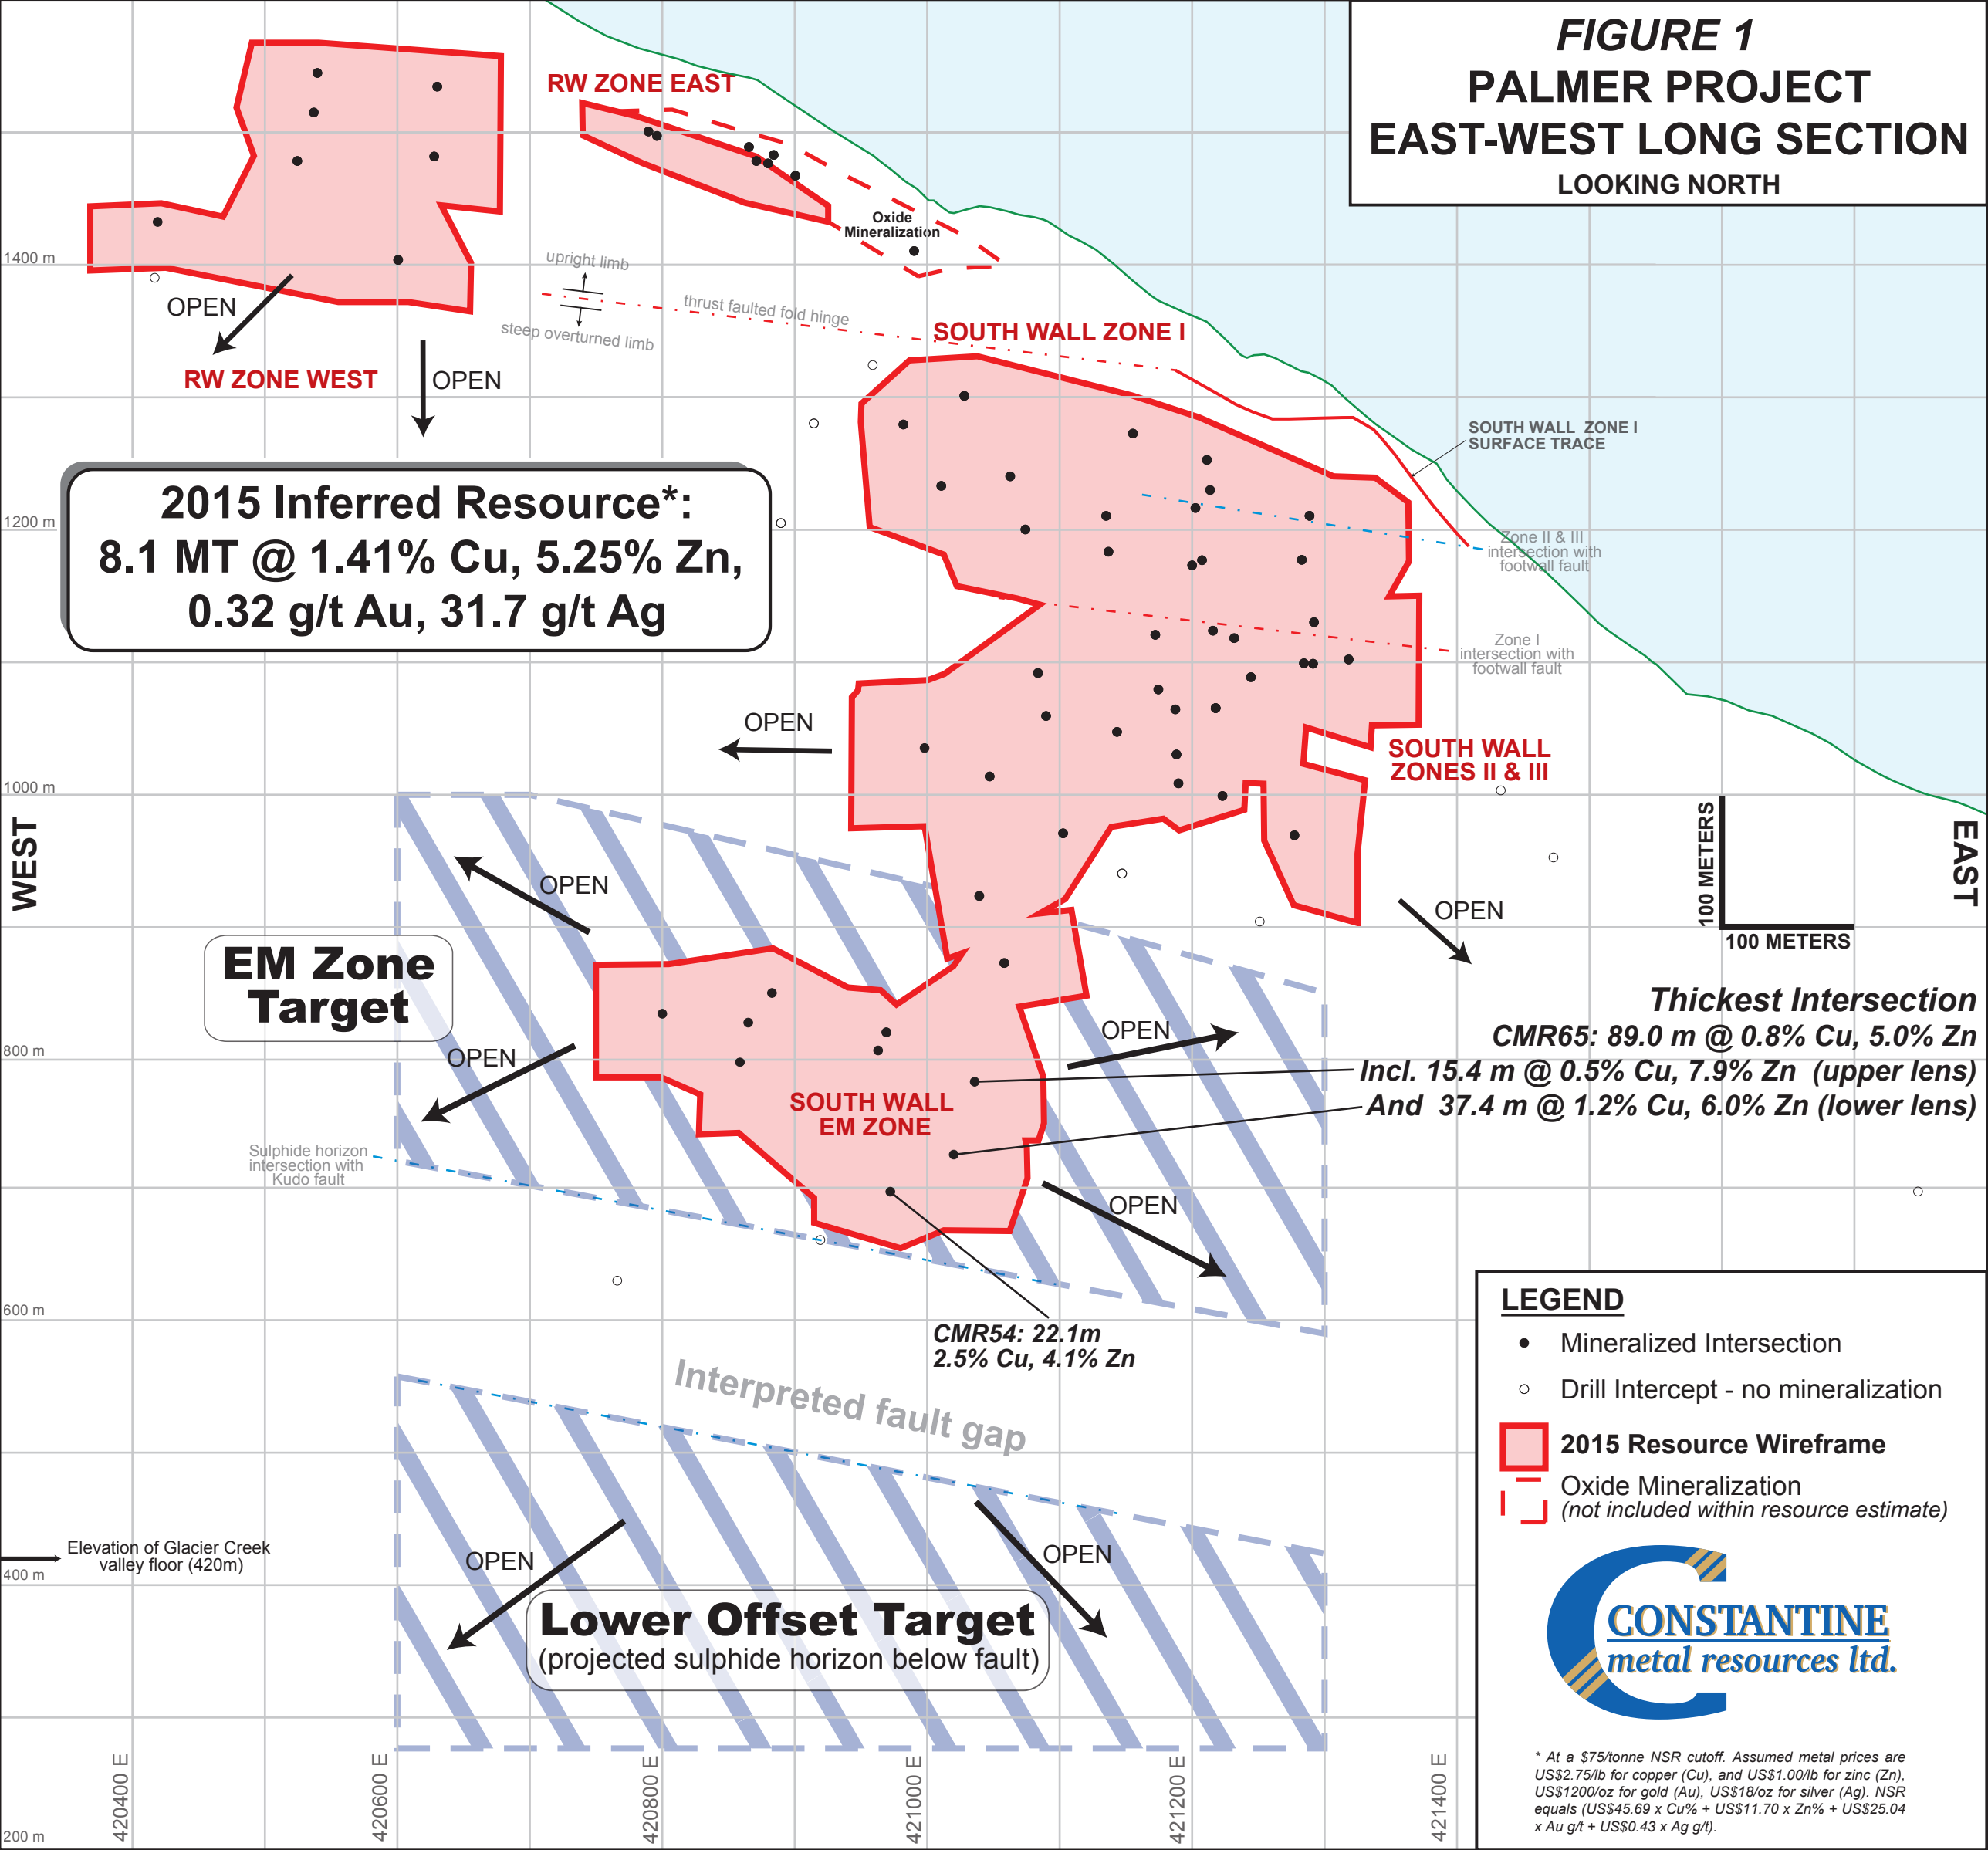 FIGURE 1
PALMER PROJECT
EAST-WEST LONG SECTION
LOOKING NORTH
RW ZONE EAST
Oxide
Mineralization
1400 m
OPEN
upright limb
thrust faulted fold hinge
steep overturned limb
SOUTH WALL ZONE I
RW ZONE WEST
OPEN
SOUTH WALL  ZONE I
SURFACE TRACE
2015 Inferred Resource*:
8.1 MT @ 1.41% Cu, 5.25% Zn,
0.32 g/t Au, 31.7 g/t Ag
1200 m
Zone II & III
intersection with
footwall fault
Zone I
intersection with
footwall fault
OPEN
SOUTH WALL
ZONES II & III
1000 m
WEST
EAST
100 METERS
100 METERS
OPEN
OPEN
EM Zone
Target
Thickest Intersection
CMR65: 89.0 m @ 0.8% Cu, 5.0% Zn
Incl. 15.4 m @ 0.5% Cu, 7.9% Zn  (upper lens)
And  37.4 m @ 1.2% Cu, 6.0% Zn (lower lens)
OPEN
800 m
OPEN
SOUTH WALL
EM ZONE
Sulphide horizon
intersection with
Kudo fault
OPEN
600 m
CMR54: 22.1m
2.5% Cu, 4.1% Zn
Interpreted fault gap
LEGEND
Mineralized Intersection
Drill Intercept - no mineralization
2015 Resource Wireframe
Oxide Mineralization
(not included within resource estimate)
Elevation of Glacier Creek
valley floor (420m)
400 m
OPEN
OPEN
Lower Offset Target
(projected sulphide horizon below fault)
CONSTANTINE
metal resources ltd.
* At a $75/tonne NSR cutoff. Assumed metal prices are
US$2.75/lb for copper (Cu), and US$1.00/lb for zinc (Zn),
US$1200/oz for gold (Au), US$18/oz for silver (Ag). NSR
equals (US$45.69 x Cu% + US$11.70 x Zn% + US$25.04
x Au g/t + US$0.43 x Ag g/t).
200 m
420400 E
420600 E
420800 E
421000 E
421200 E
421400 E